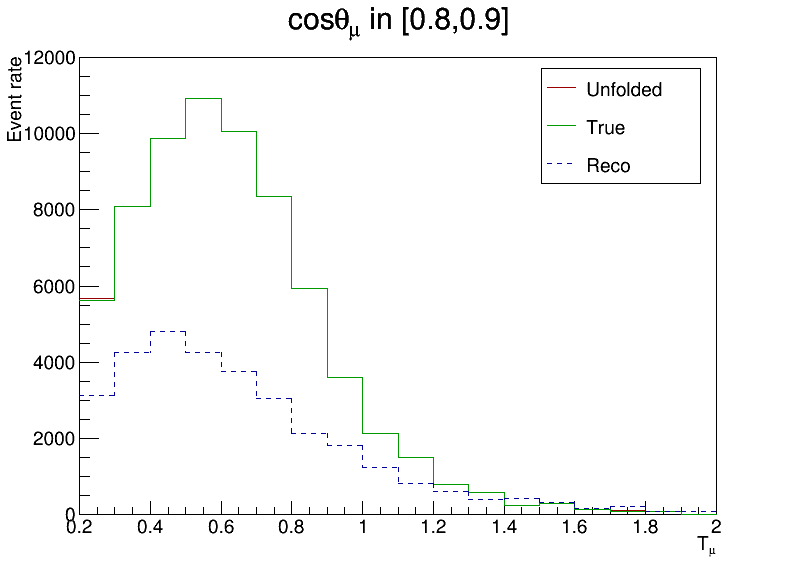 cosθμ in [0.8,0.9]
Event rate
12000
10000
8000
6000
4000
2000
0
Unfolded
True
Reco
0.2 0.4 0.6 0.8 1 1.2 1.4 1.6 1.8 2
Tμ